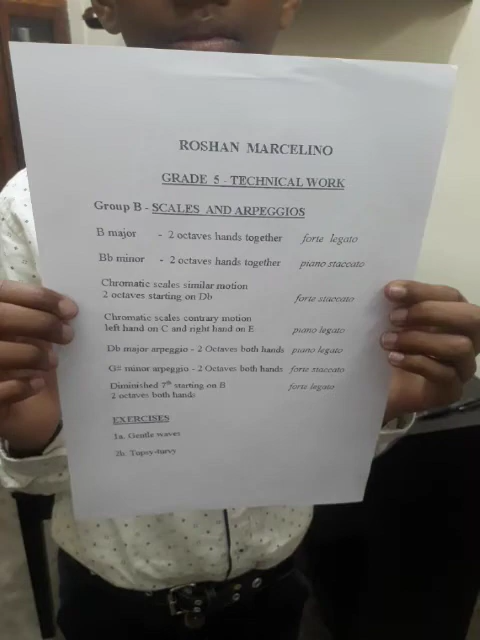 ROSHAN MARCELINO
GRADE 5 - TECHNICAL WORK
Group B - SCALES AND ARPEGGIOS
B major - 2 octaves hands together forte legato
Bb minor - 2 octaves hands together piano staccato
Chromatic scales similar motion
2 octaves starting on Db forte staccato
Chromatic scales contrary motion
left hand on C and right hand on E piano legato
Db major arpeggio - 2 Octaves both hands piano legato
G# minor arpeggio - 2 Octaves both hands forte staccato
Diminished 7th starting on B forte legato
2 octaves both hands
EXERCISES
1a. Gentle waves
2b. Topsy-turvy